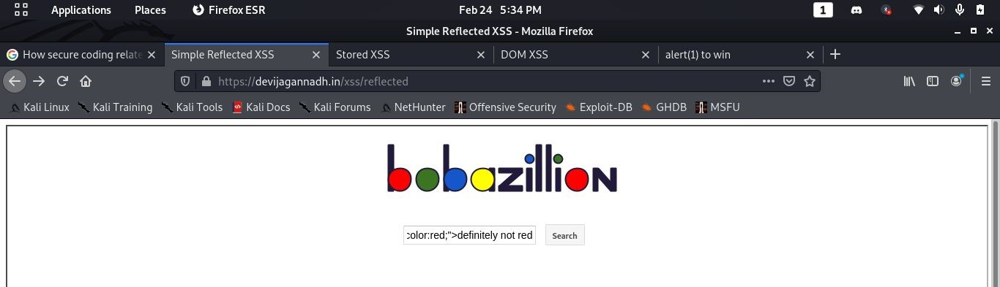 Applications Places Firefox ESR Feb 24 5:34 PM 1
Simple Reflected XSS - Mozilla Firefox
How secure coding relate Simple Reflected XSS Stored XSS DOM XSS alert(1) to win
https://devijagannadh.in/xss/reflected
Kali Linux Kali Training Kali Tools Kali Docs Kali Forums NetHunter Offensive Security Exploit-DB GHDB MSFU
bobazillion
color:red;">definitely not red Search